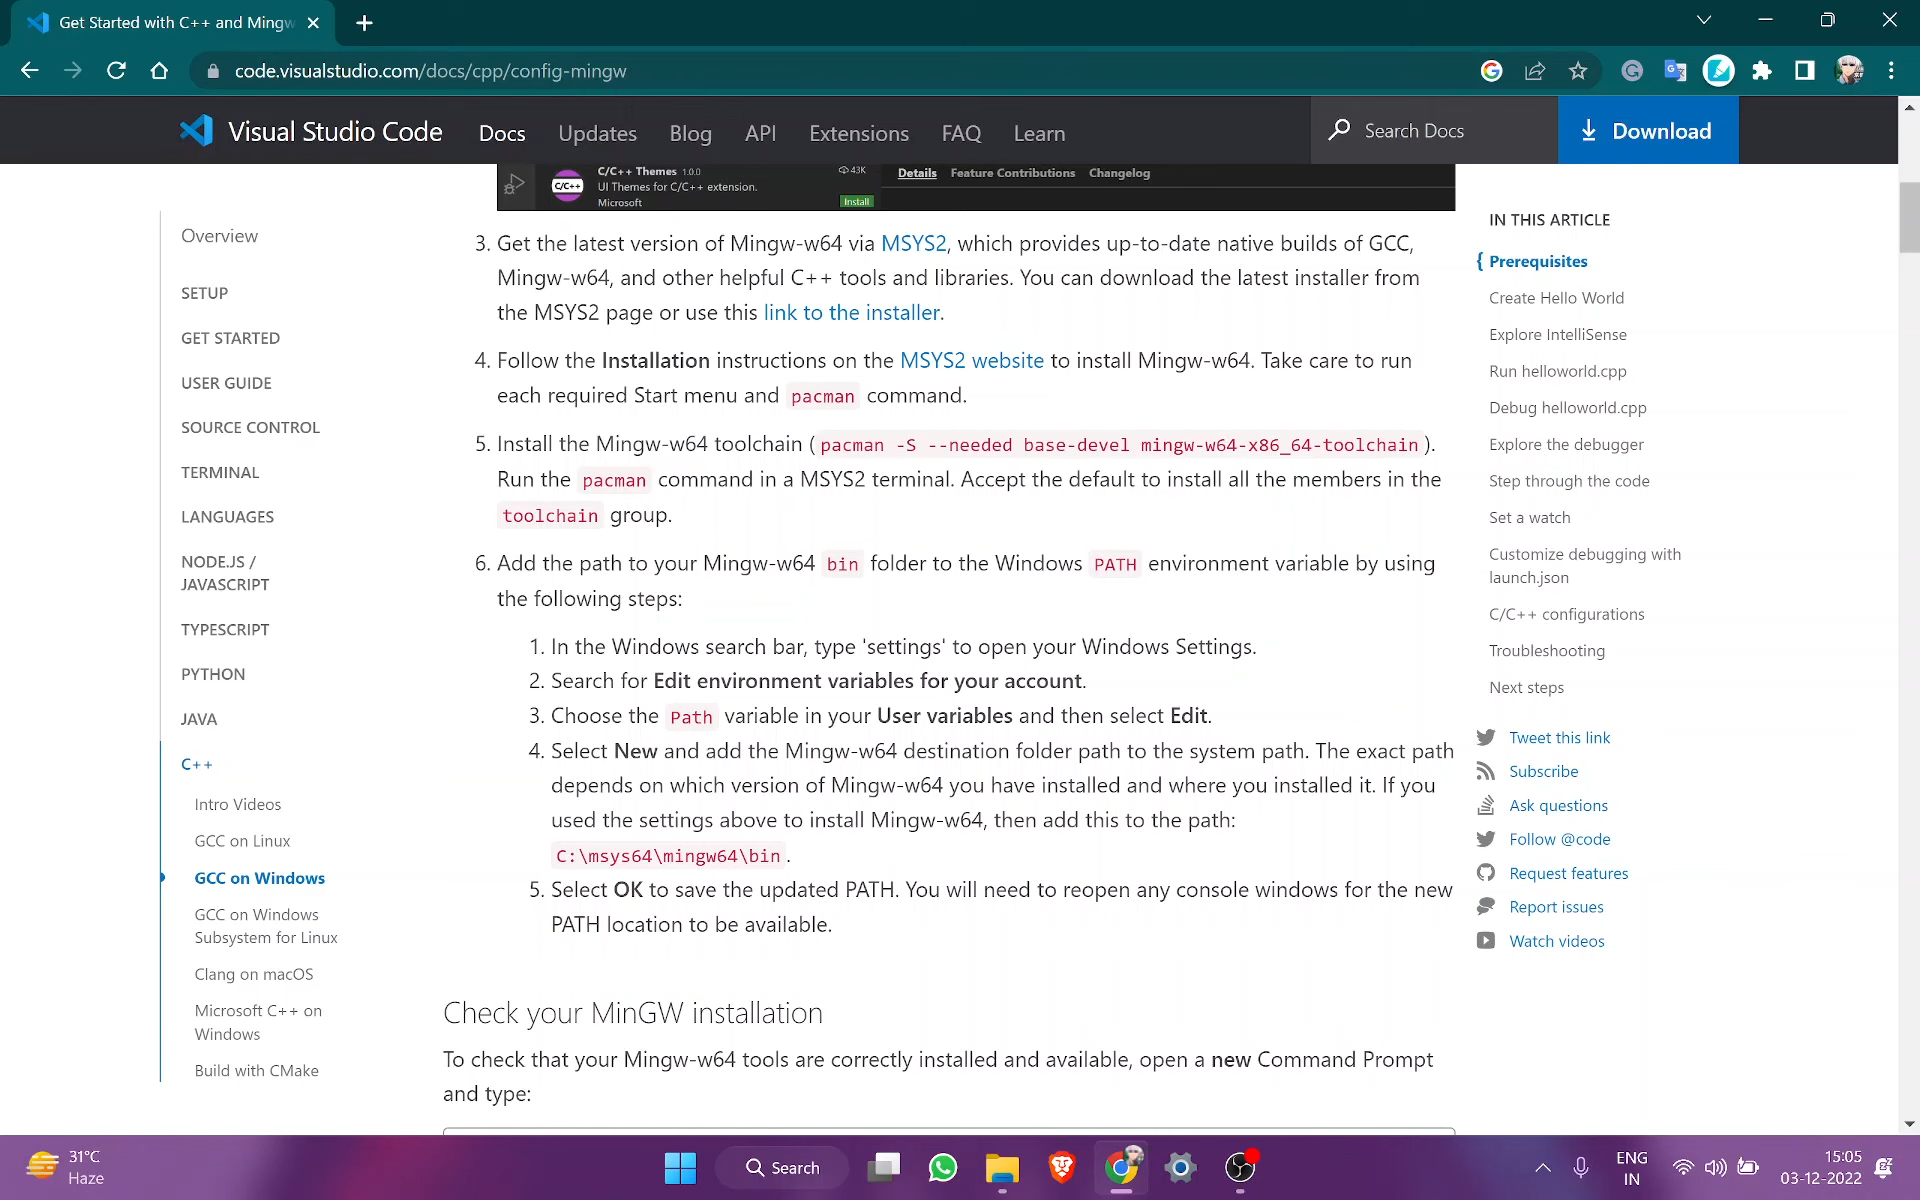 Get Started with C++ and Mingw
code.visualstudio.com/docs/cpp/config-mingw
Visual Studio Code
Docs
Updates
Blog
API
Extensions
FAQ
Learn
Search Docs
Download
C/C++ Themes 1.0.0
43K
UI Themes for C/C++ extension.
Microsoft
Install
C/C++
Details
Feature Contributions
Changelog
Overview
SETUP
GET STARTED
USER GUIDE
SOURCE CONTROL
TERMINAL
LANGUAGES
NODE.JS /
JAVASCRIPT
TYPESCRIPT
PYTHON
JAVA
C++
Intro Videos
GCC on Linux
GCC on Windows
GCC on Windows
Subsystem for Linux
Clang on macOS
Microsoft C++ on
Windows
Build with CMake
3. Get the latest version of Mingw-w64 via MSYS2, which provides up-to-date native builds of GCC,
Mingw-w64, and other helpful C++ tools and libraries. You can download the latest installer from
the MSYS2 page or use this link to the installer.
4. Follow the Installation instructions on the MSYS2 website to install Mingw-w64. Take care to run
each required Start menu and pacman command.
5. Install the Mingw-w64 toolchain ( pacman -S --needed base-devel mingw-w64-x86_64-toolchain ).
Run the pacman command in a MSYS2 terminal. Accept the default to install all the members in the
toolchain group.
6. Add the path to your Mingw-w64 bin folder to the Windows PATH environment variable by using
the following steps:
1. In the Windows search bar, type 'settings' to open your Windows Settings.
2. Search for Edit environment variables for your account.
3. Choose the Path variable in your User variables and then select Edit.
4. Select New and add the Mingw-w64 destination folder path to the system path. The exact path
depends on which version of Mingw-w64 you have installed and where you installed it. If you
used the settings above to install Mingw-w64, then add this to the path:
C:\msys64\mingw64\bin .
5. Select OK to save the updated PATH. You will need to reopen any console windows for the new
PATH location to be available.
Check your MinGW installation
To check that your Mingw-w64 tools are correctly installed and available, open a new Command Prompt
and type:
IN THIS ARTICLE
{ Prerequisites
Create Hello World
Explore IntelliSense
Run helloworld.cpp
Debug helloworld.cpp
Explore the debugger
Step through the code
Set a watch
Customize debugging with
launch.json
C/C++ configurations
Troubleshooting
Next steps
Tweet this link
Subscribe
Ask questions
Follow @code
Request features
Report issues
Watch videos
31°C
Haze
Search
ENG
IN
15:05
03-12-2022